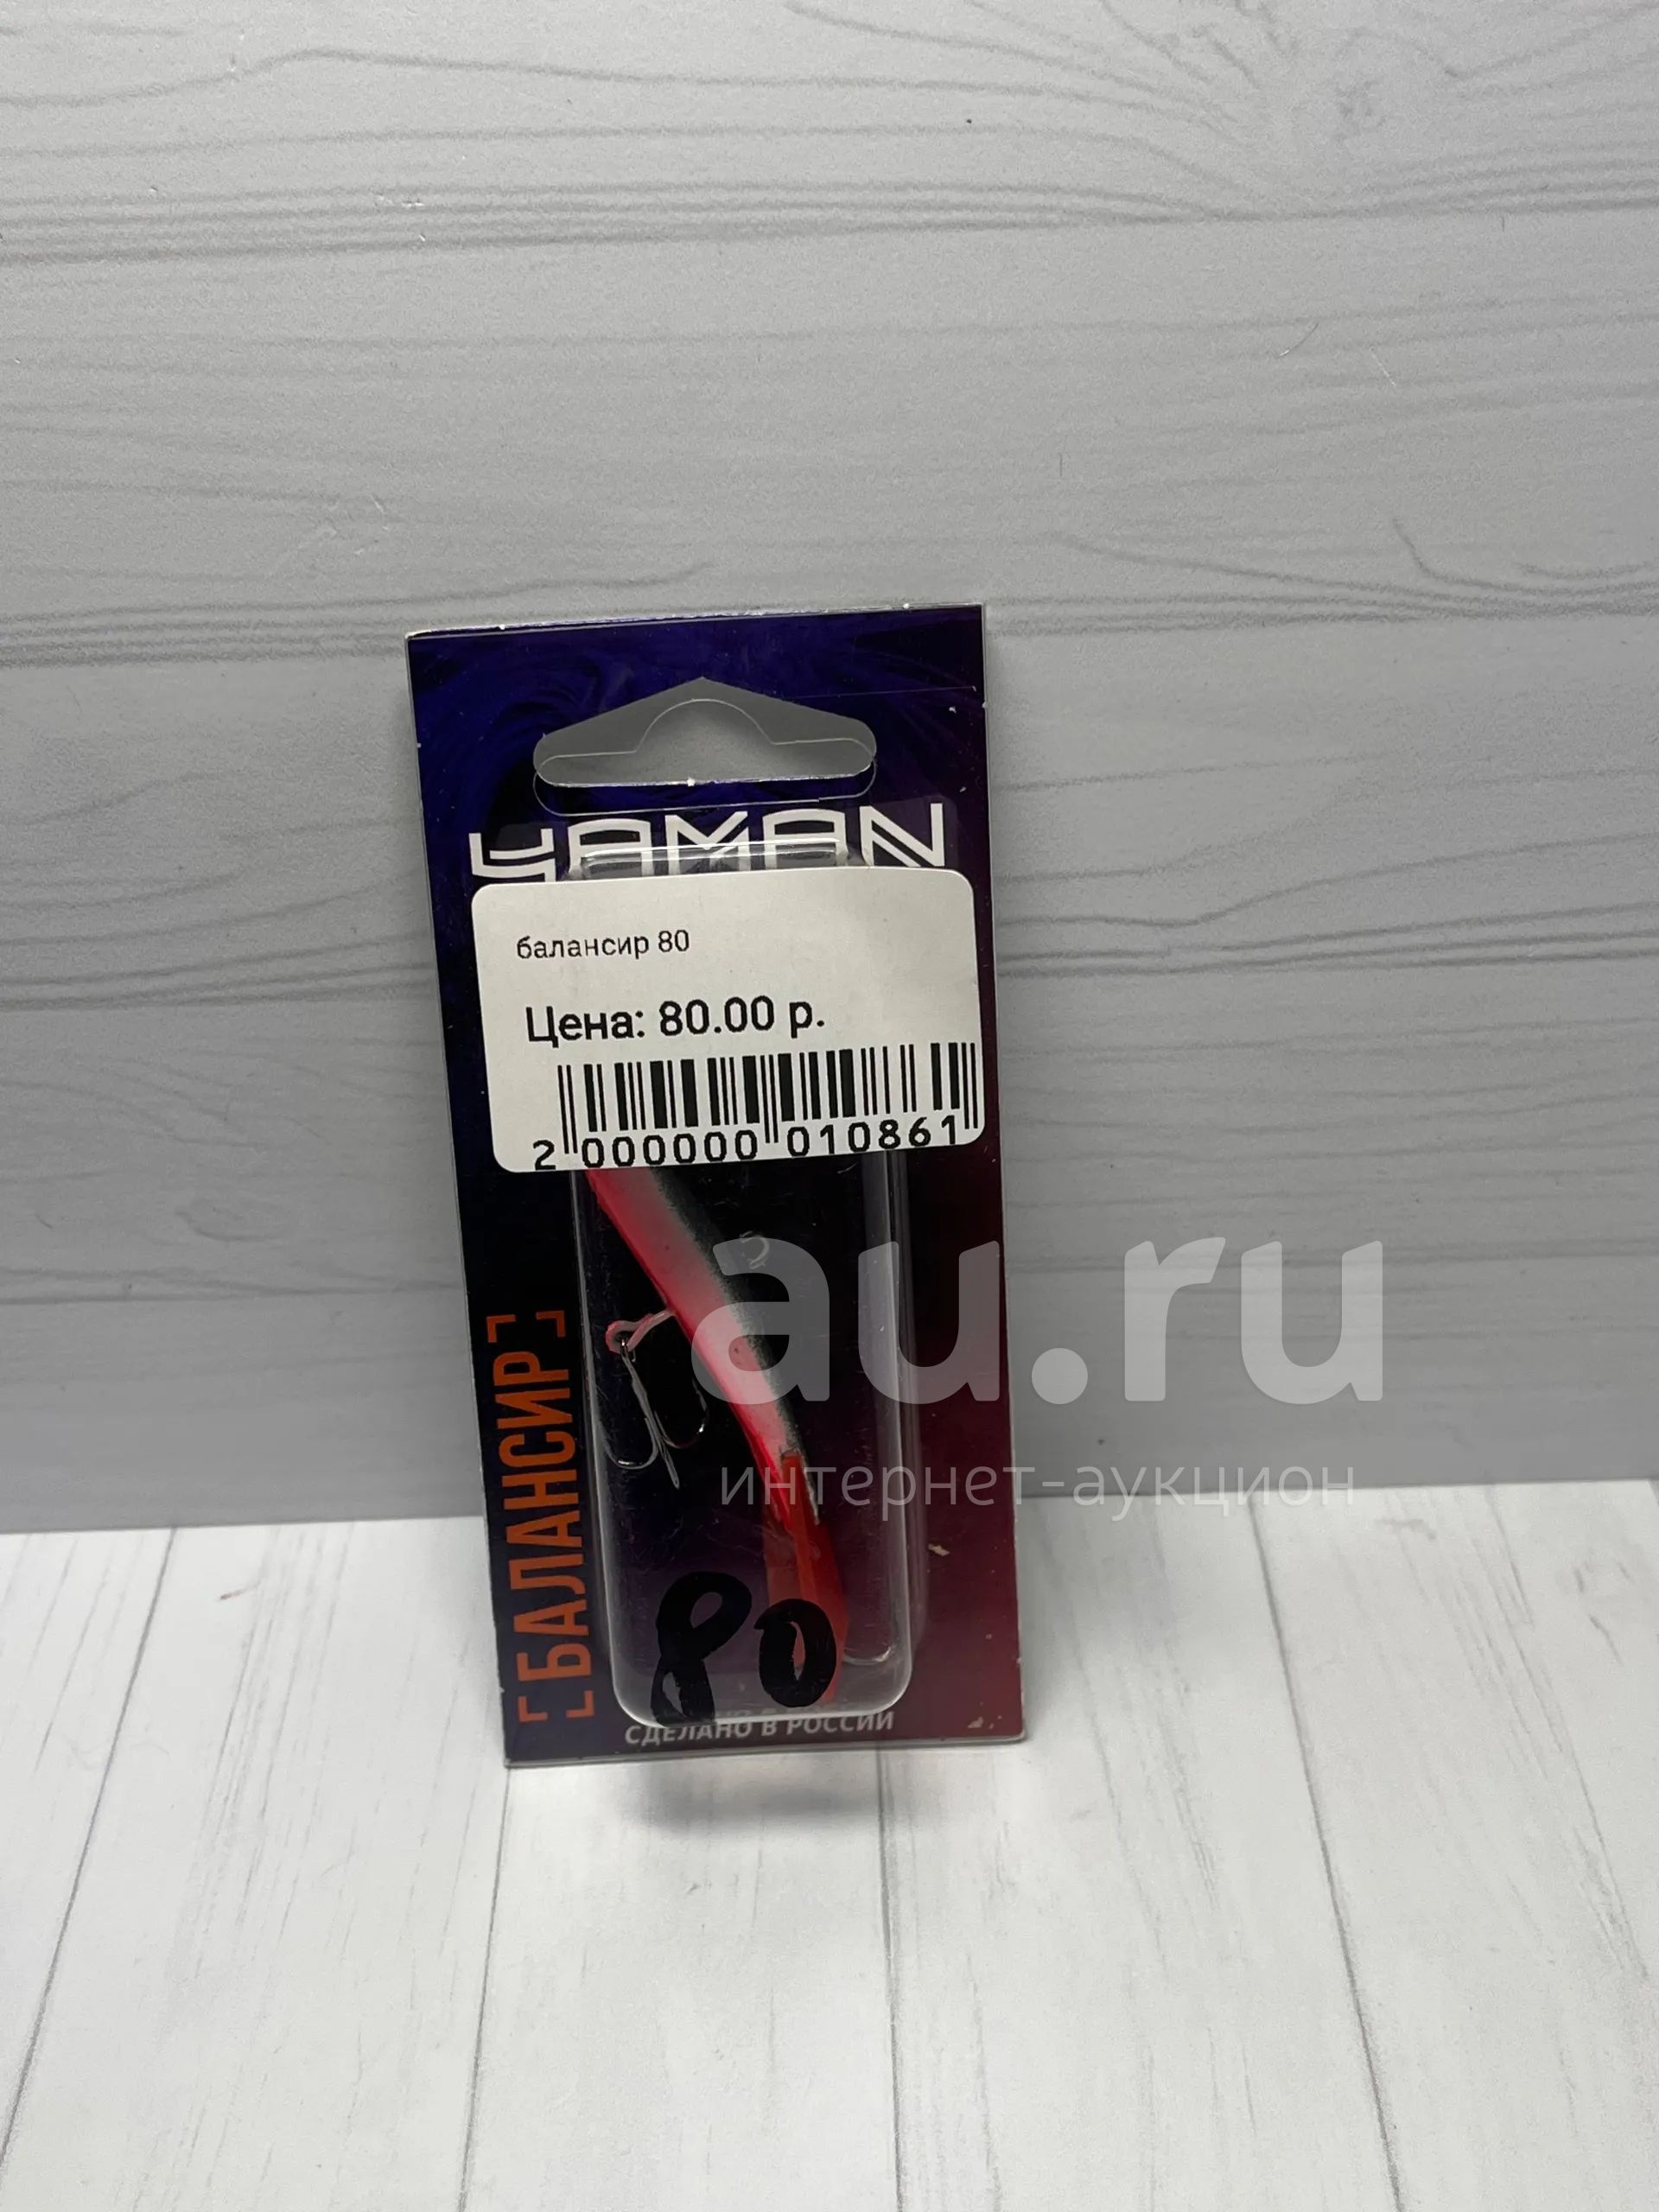 YAMAN
балансир 80
Цена: 80.00 р.
2 000000 010861
[БАЛАНСИР]
au.ru
интернет-аукцион
80
СДЕЛАНО В РОССИИ